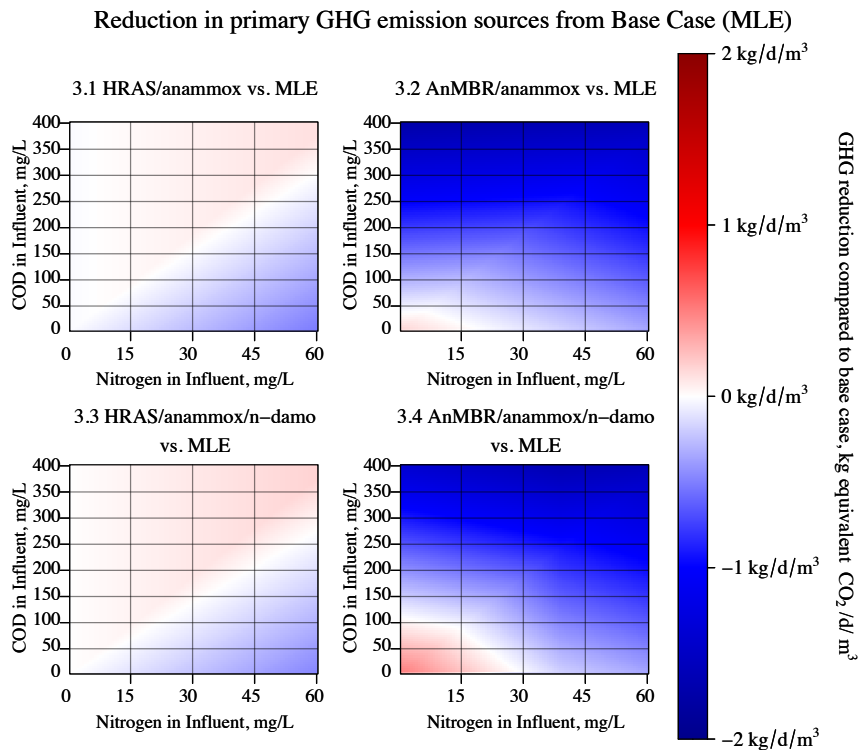 Reduction in primary GHG emission sources from Base Case (MLE)
3.1 HRAS/anammox vs. MLE
COD in Influent, mg/L
400
350
300
250
200
150
100
50
0
0 15 30 45 60
Nitrogen in Influent, mg/L
3.2 AnMBR/anammox vs. MLE
COD in Influent, mg/L
400
350
300
250
200
150
100
50
0
15 30 45 60
Nitrogen in Influent, mg/L
3.3 HRAS/anammox/n−damo
vs. MLE
COD in Influent, mg/L
400
350
300
250
200
150
100
50
0
0 15 30 45 60
Nitrogen in Influent, mg/L
3.4 AnMBR/anammox/n−damo
vs. MLE
COD in Influent, mg/L
400
350
300
250
200
150
100
50
0
15 30 45 60
Nitrogen in Influent, mg/L
2 kg/d/m³
1 kg/d/m³
0 kg/d/m³
−1 kg/d/m³
−2 kg/d/m³
GHG reduction compared to base case, kg equivalent CO₂ /d/ m³